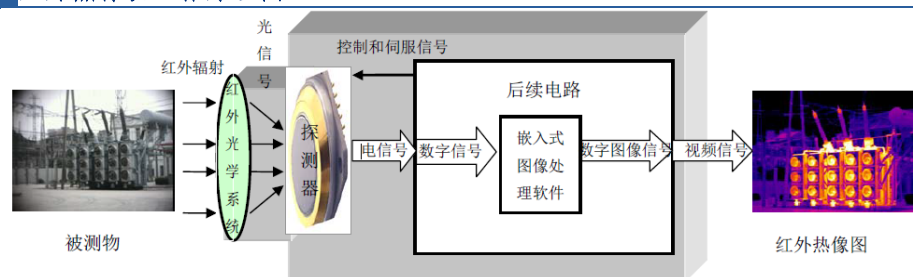 光信号
控制和伺服信号
红外辐射
后续电路
红外光学系统
探测器
电信号
数字信号
嵌入式
图像处
理软件
数字图像信号
视频信号
被测物
红外热像图